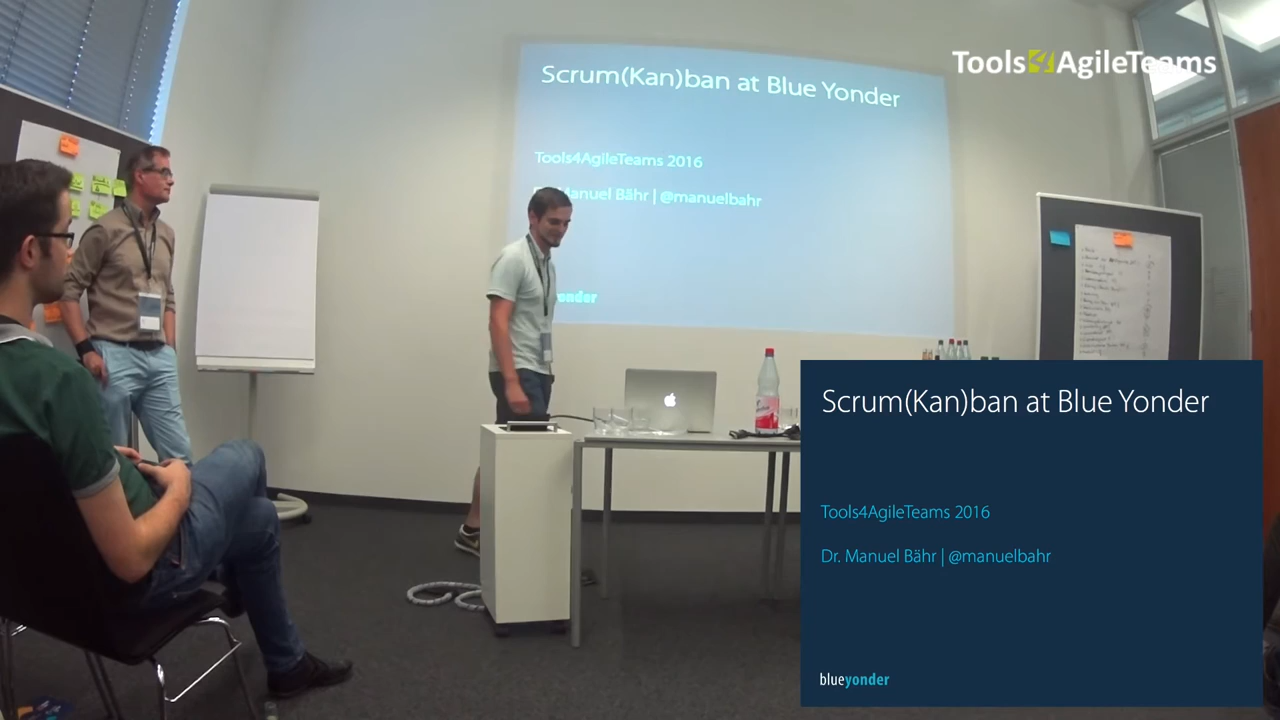 Tools4AgileTeams
Scrum(Kan)ban at Blue Yonder
Tools4AgileTeams 2016
Manuel Bähr | @manuelbahr
yonder
Scrum(Kan)ban at Blue Yonder
Tools4AgileTeams 2016
Dr. Manuel Bähr | @manuelbahr
blueyonder